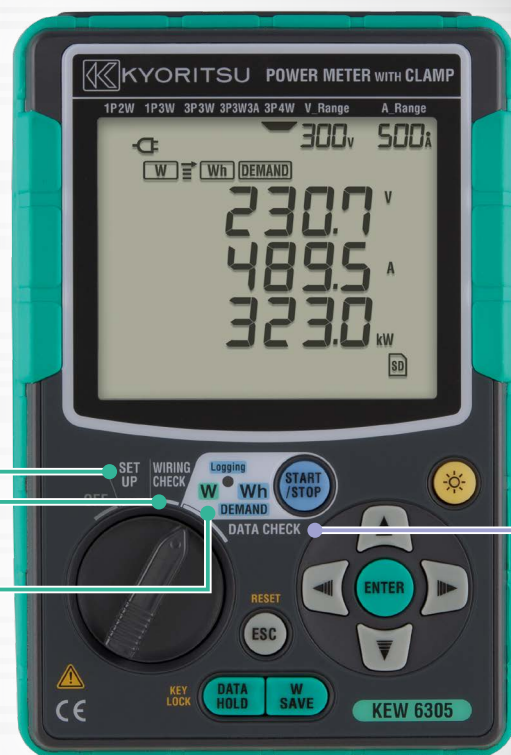 KYORITSU POWER METER WITH CLAMP
1P2W 1P3W 3P3W 3P3W3A 3P4W V_Range A_Range
300V 500A
W Wh DEMAND
230.7 V
489.5 A
323.0 kW
SD
SET UP
WIRING CHECK
OFF
Logging
W Wh
DEMAND
DATA CHECK
START /STOP
RESET
ESC
ENTER
KEY LOCK
DATA HOLD
W SAVE
CE
KEW 6305